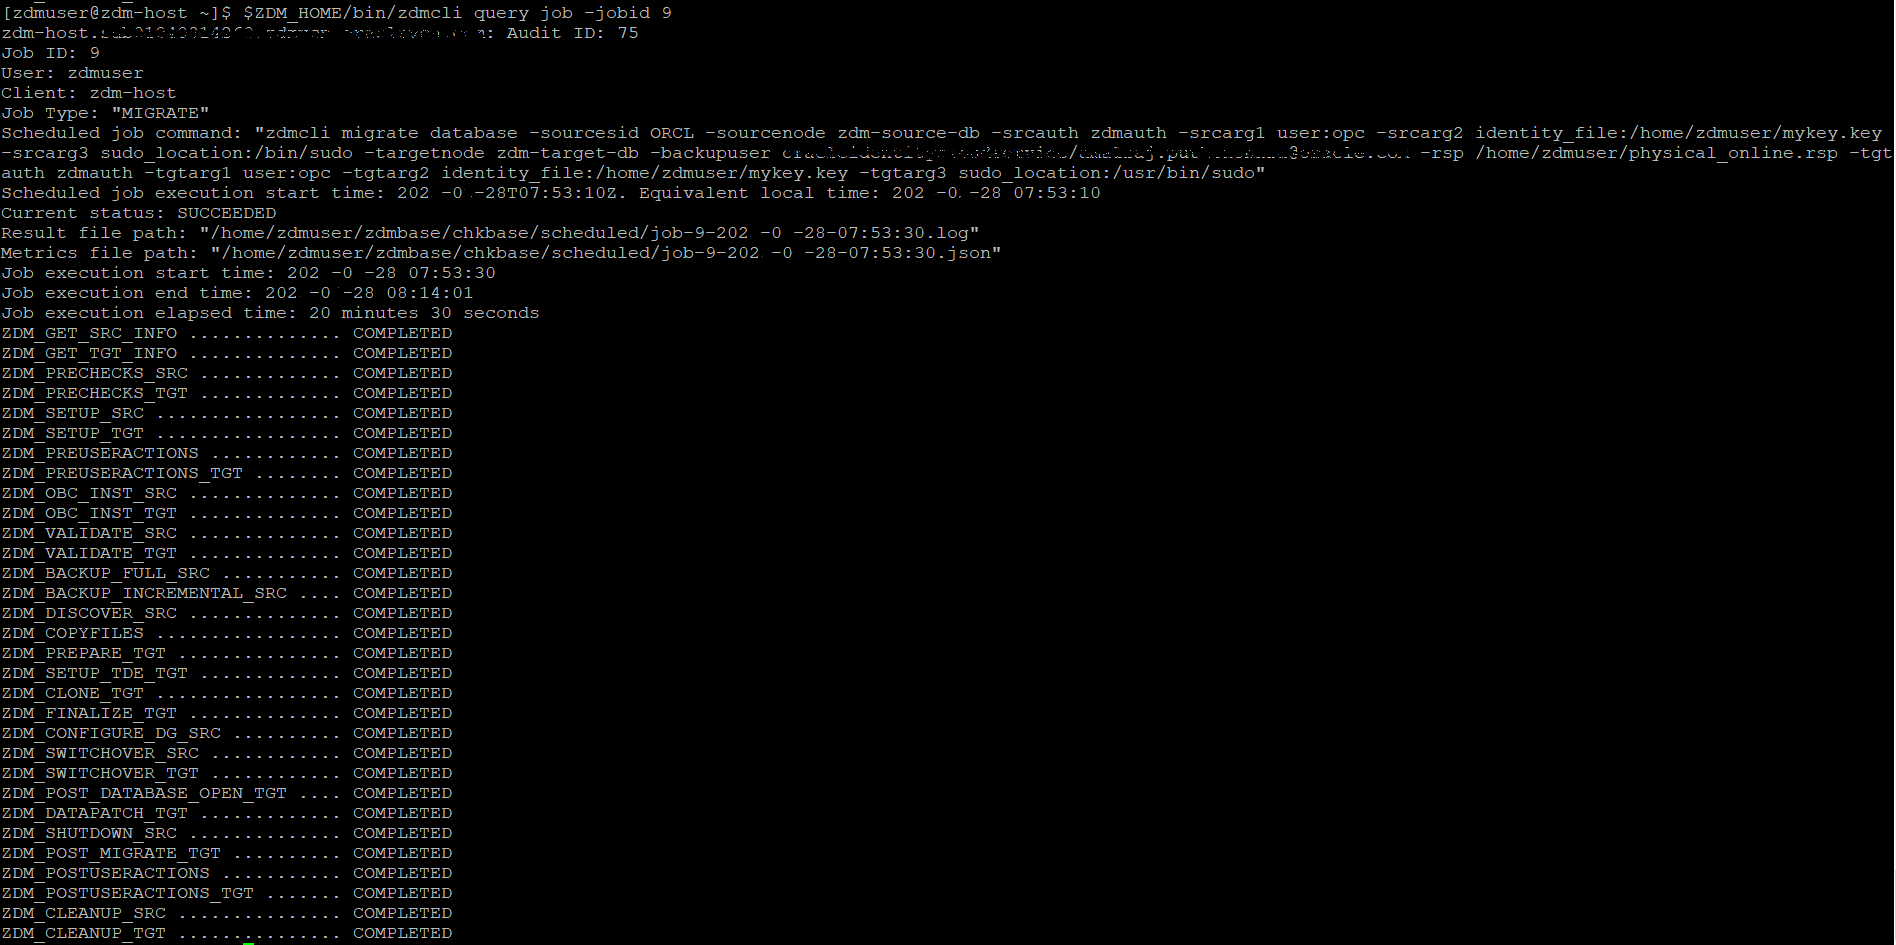 [zdmuser@zdm-host ~]$ $ZDM_HOME/bin/zdmcli query job -jobid 9
zdm-host. : Audit ID: 75
Job ID: 9
User: zdmuser
Client: zdm-host
Job Type: "MIGRATE"
Scheduled job command: "zdmcli migrate database -sourcesid ORCL -sourcenode zdm-source-db -srcauth zdmauth -srcarg1 user:opc -srcarg2 identity_file:/home/zdmuser/mykey.key
-srcarg3 sudo_location:/bin/sudo -targetnode zdm-target-db -backupuser -rsp /home/zdmuser/physical_online.rsp -tgt
auth zdmauth -tgtarg1 user:opc -tgtarg2 identity_file:/home/zdmuser/mykey.key -tgtarg3 sudo_location:/usr/bin/sudo"
Scheduled job execution start time: 202 -0 -28T07:53:10Z. Equivalent local time: 202 -0 -28 07:53:10
Current status: SUCCEEDED
Result file path: "/home/zdmuser/zdmbase/chkbase/scheduled/job-9-202 -0 -28-07:53:30.log"
Metrics file path: "/home/zdmuser/zdmbase/chkbase/scheduled/job-9-202 -0 -28-07:53:30.json"
Job execution start time: 202 -0 -28 07:53:30
Job execution end time: 202 -0 -28 08:14:01
Job execution elapsed time: 20 minutes 30 seconds
ZDM_GET_SRC_INFO .............. COMPLETED
ZDM_GET_TGT_INFO .............. COMPLETED
ZDM_PRECHECKS_SRC ............. COMPLETED
ZDM_PRECHECKS_TGT ............. COMPLETED
ZDM_SETUP_SRC ................. COMPLETED
ZDM_SETUP_TGT ................. COMPLETED
ZDM_PREUSERACTIONS ............ COMPLETED
ZDM_PREUSERACTIONS_TGT ........ COMPLETED
ZDM_OBC_INST_SRC .............. COMPLETED
ZDM_OBC_INST_TGT .............. COMPLETED
ZDM_VALIDATE_SRC .............. COMPLETED
ZDM_VALIDATE_TGT .............. COMPLETED
ZDM_BACKUP_FULL_SRC ........... COMPLETED
ZDM_BACKUP_INCREMENTAL_SRC .... COMPLETED
ZDM_DISCOVER_SRC .............. COMPLETED
ZDM_COPYFILES ................. COMPLETED
ZDM_PREPARE_TGT ............... COMPLETED
ZDM_SETUP_TDE_TGT ............. COMPLETED
ZDM_CLONE_TGT ................. COMPLETED
ZDM_FINALIZE_TGT .............. COMPLETED
ZDM_CONFIGURE_DG_SRC .......... COMPLETED
ZDM_SWITCHOVER_SRC ............ COMPLETED
ZDM_SWITCHOVER_TGT ............ COMPLETED
ZDM_POST_DATABASE_OPEN_TGT .... COMPLETED
ZDM_DATAPATCH_TGT ............. COMPLETED
ZDM_SHUTDOWN_SRC .............. COMPLETED
ZDM_POST_MIGRATE_TGT .......... COMPLETED
ZDM_POSTUSERACTIONS ........... COMPLETED
ZDM_POSTUSERACTIONS_TGT ....... COMPLETED
ZDM_CLEANUP_SRC ............... COMPLETED
ZDM_CLEANUP_TGT ............... COMPLETED